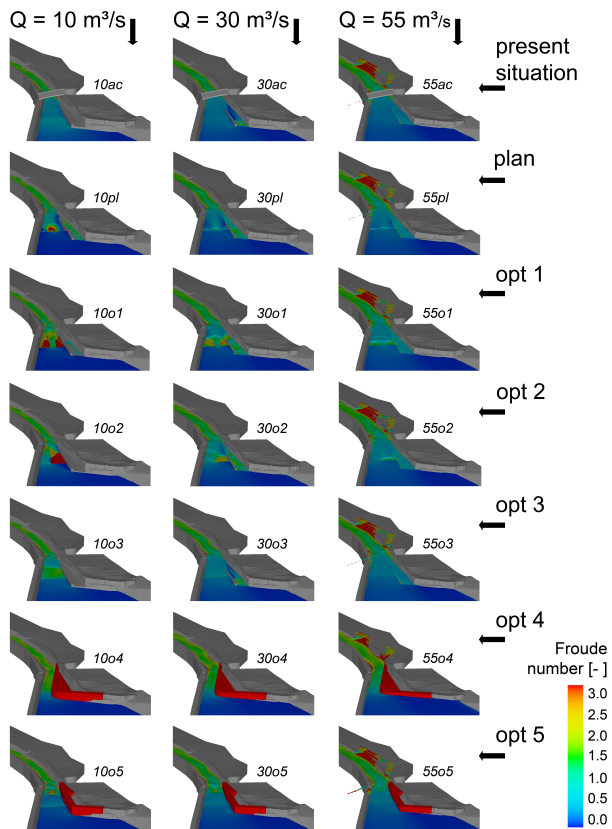 Q = 10 m³/s
Q = 30 m³/s
Q = 55 m³/s
present
situation
10ac
30ac
55ac
plan
10pl
30pl
55pl
opt 1
10o1
30o1
55o1
opt 2
10o2
30o2
55o2
opt 3
10o3
30o3
55o3
opt 4
10o4
30o4
55o4
Froude
number [-]
3.0
2.5
2.0
1.5
1.0
0.5
0.0
opt 5
10o5
30o5
55o5